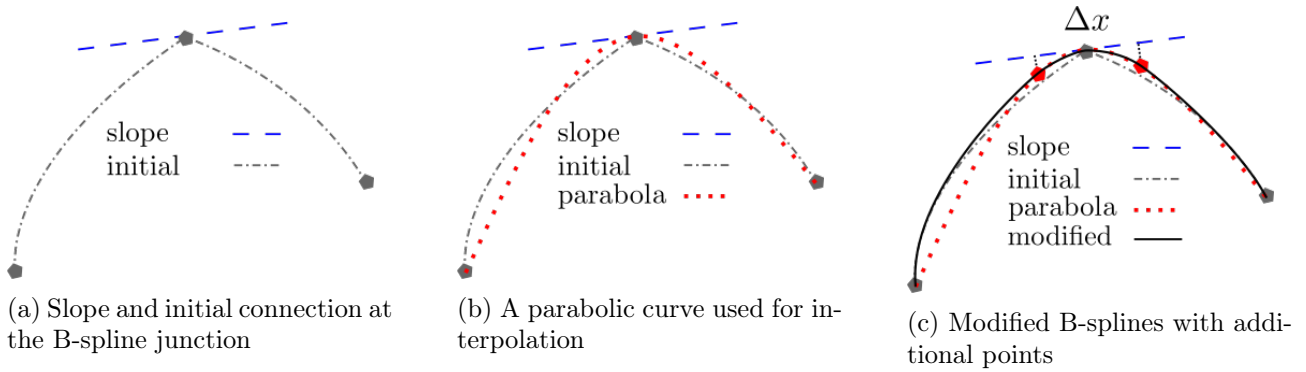 slope
initial
(a) Slope and initial connection at
the B-spline junction
slope
initial
parabola
(b) A parabolic curve used for in-
terpolation
Δx
slope
initial
parabola
modified
(c) Modified B-splines with addi-
tional points